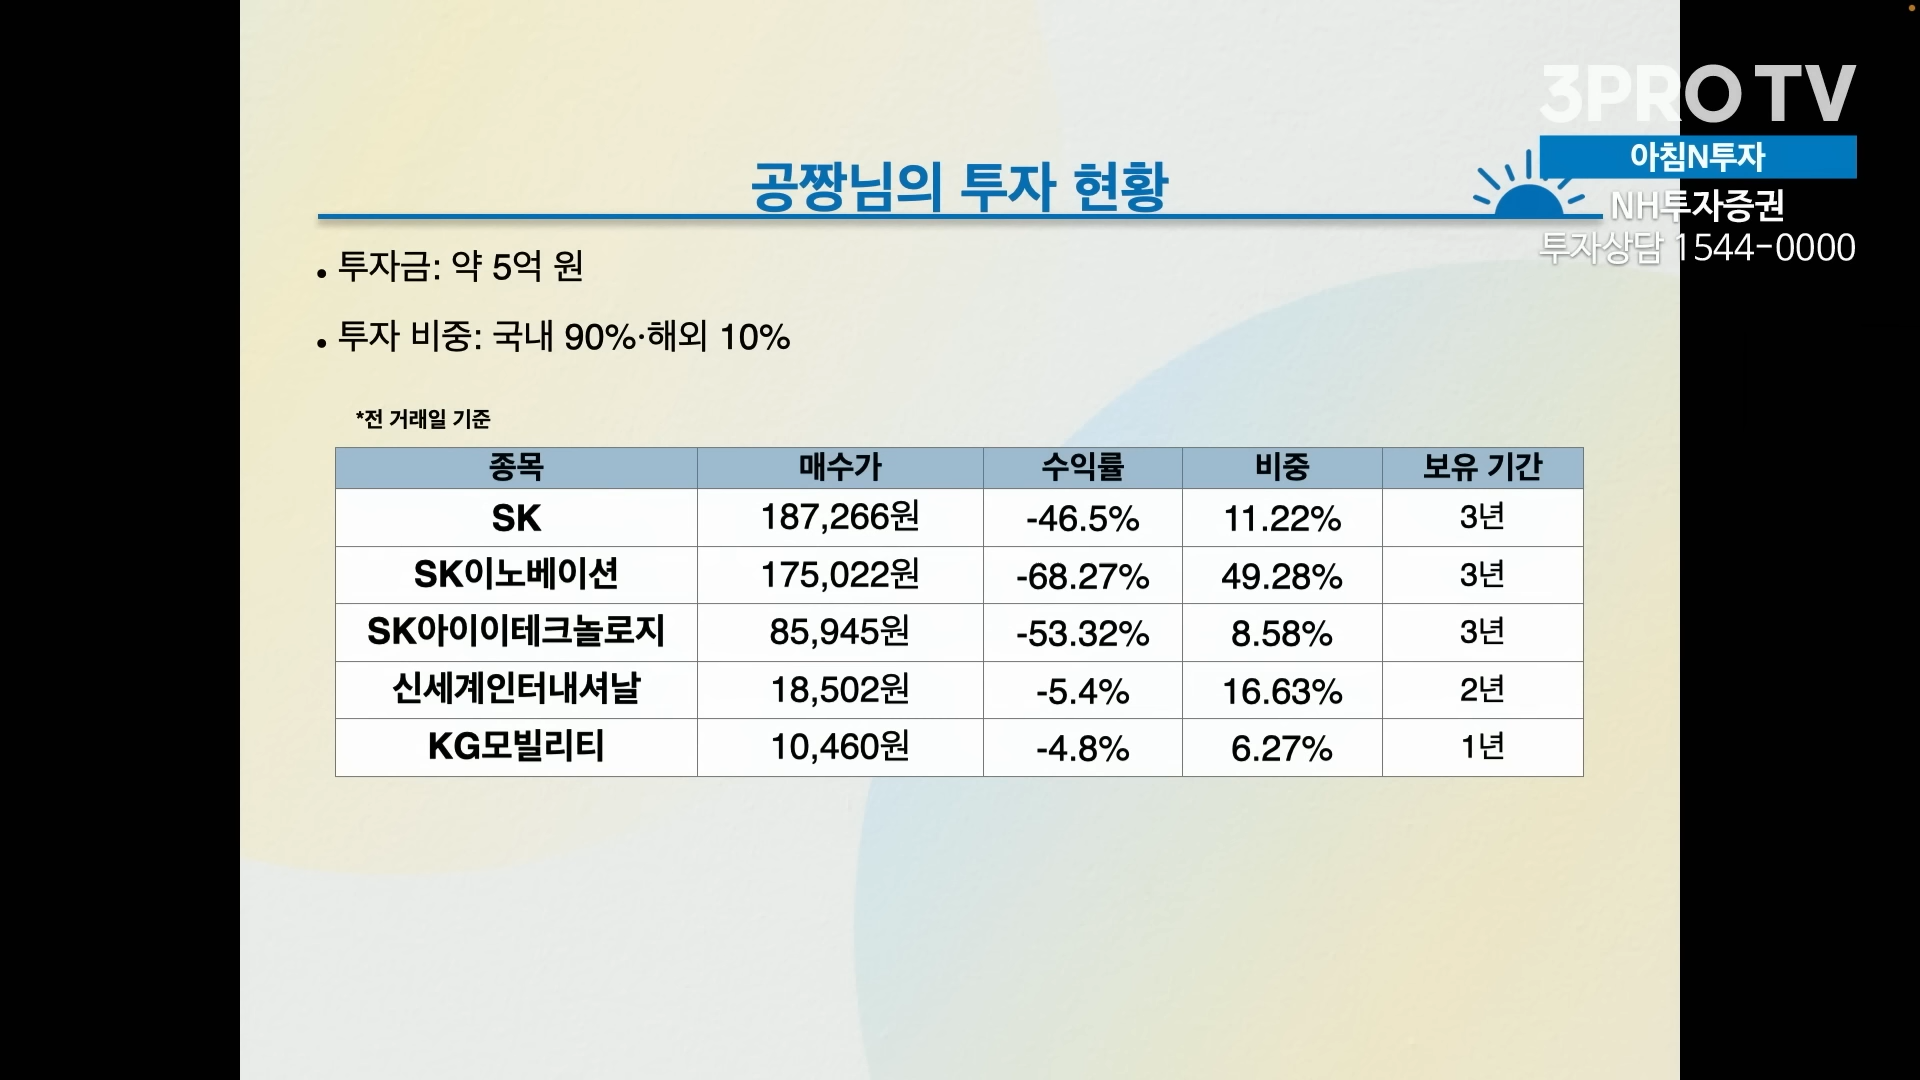 3PRO TV
아침N투자
NH투자증권
투자상담 1544-0000
공짱님의 투자 현황
• 투자금: 약 5억 원
• 투자 비중: 국내 90%·해외 10%
*전 거래일 기준
종목 매수가 수익률 비중 보유 기간
SK 187,266원 -46.5% 11.22% 3년
SK이노베이션 175,022원 -68.27% 49.28% 3년
SK아이이테크놀로지 85,945원 -53.32% 8.58% 3년
신세계인터내셔날 18,502원 -5.4% 16.63% 2년
KG모빌리티 10,460원 -4.8% 6.27% 1년